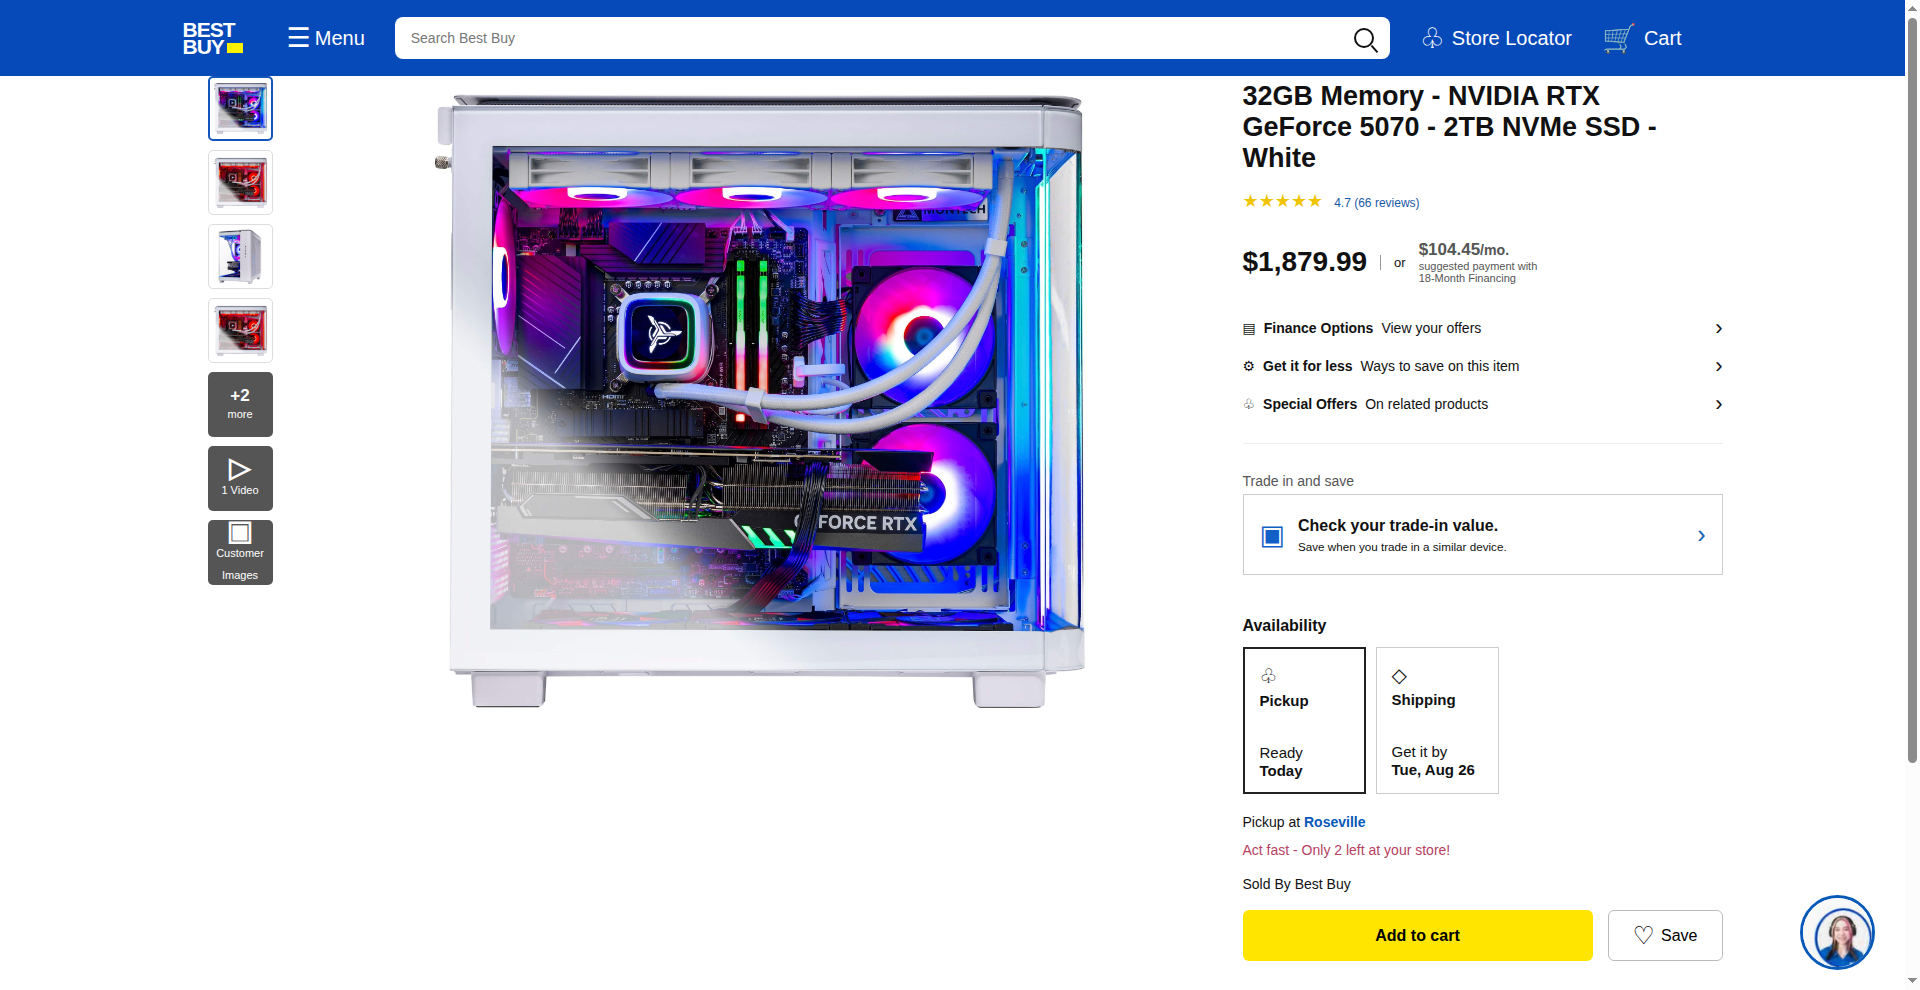 BEST
BUY
Menu
Search Best Buy
Store Locator
Cart
32GB Memory - NVIDIA RTX
GeForce 5070 - 2TB NVMe SSD -
White
4.7 (66 reviews)
$1,879.99
or
$104.45/mo.
suggested payment with
18-Month Financing
Finance Options View your offers
Get it for less Ways to save on this item
Special Offers On related products
+2
more
1 Video
Customer
Images
FORCE RTX
Trade in and save
Check your trade-in value.
Save when you trade in a similar device.
Availability
Pickup
Ready
Today
Shipping
Get it by
Tue, Aug 26
Pickup at Roseville
Act fast - Only 2 left at your store!
Sold By Best Buy
Add to cart
Save